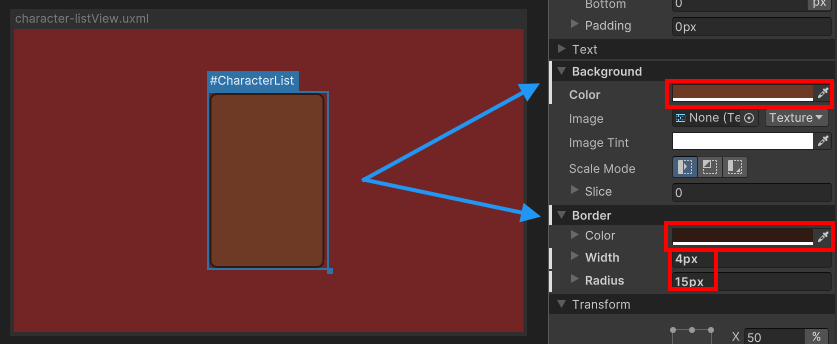 character-listView.uxml
#CharacterList
Bottom 0 px
Padding 0px
Text
Background
Color
Image None (Te Texture
Image Tint
Scale Mode
Slice 0
Border
Color
Width 4px
Radius 15px
Transform
X 50 %